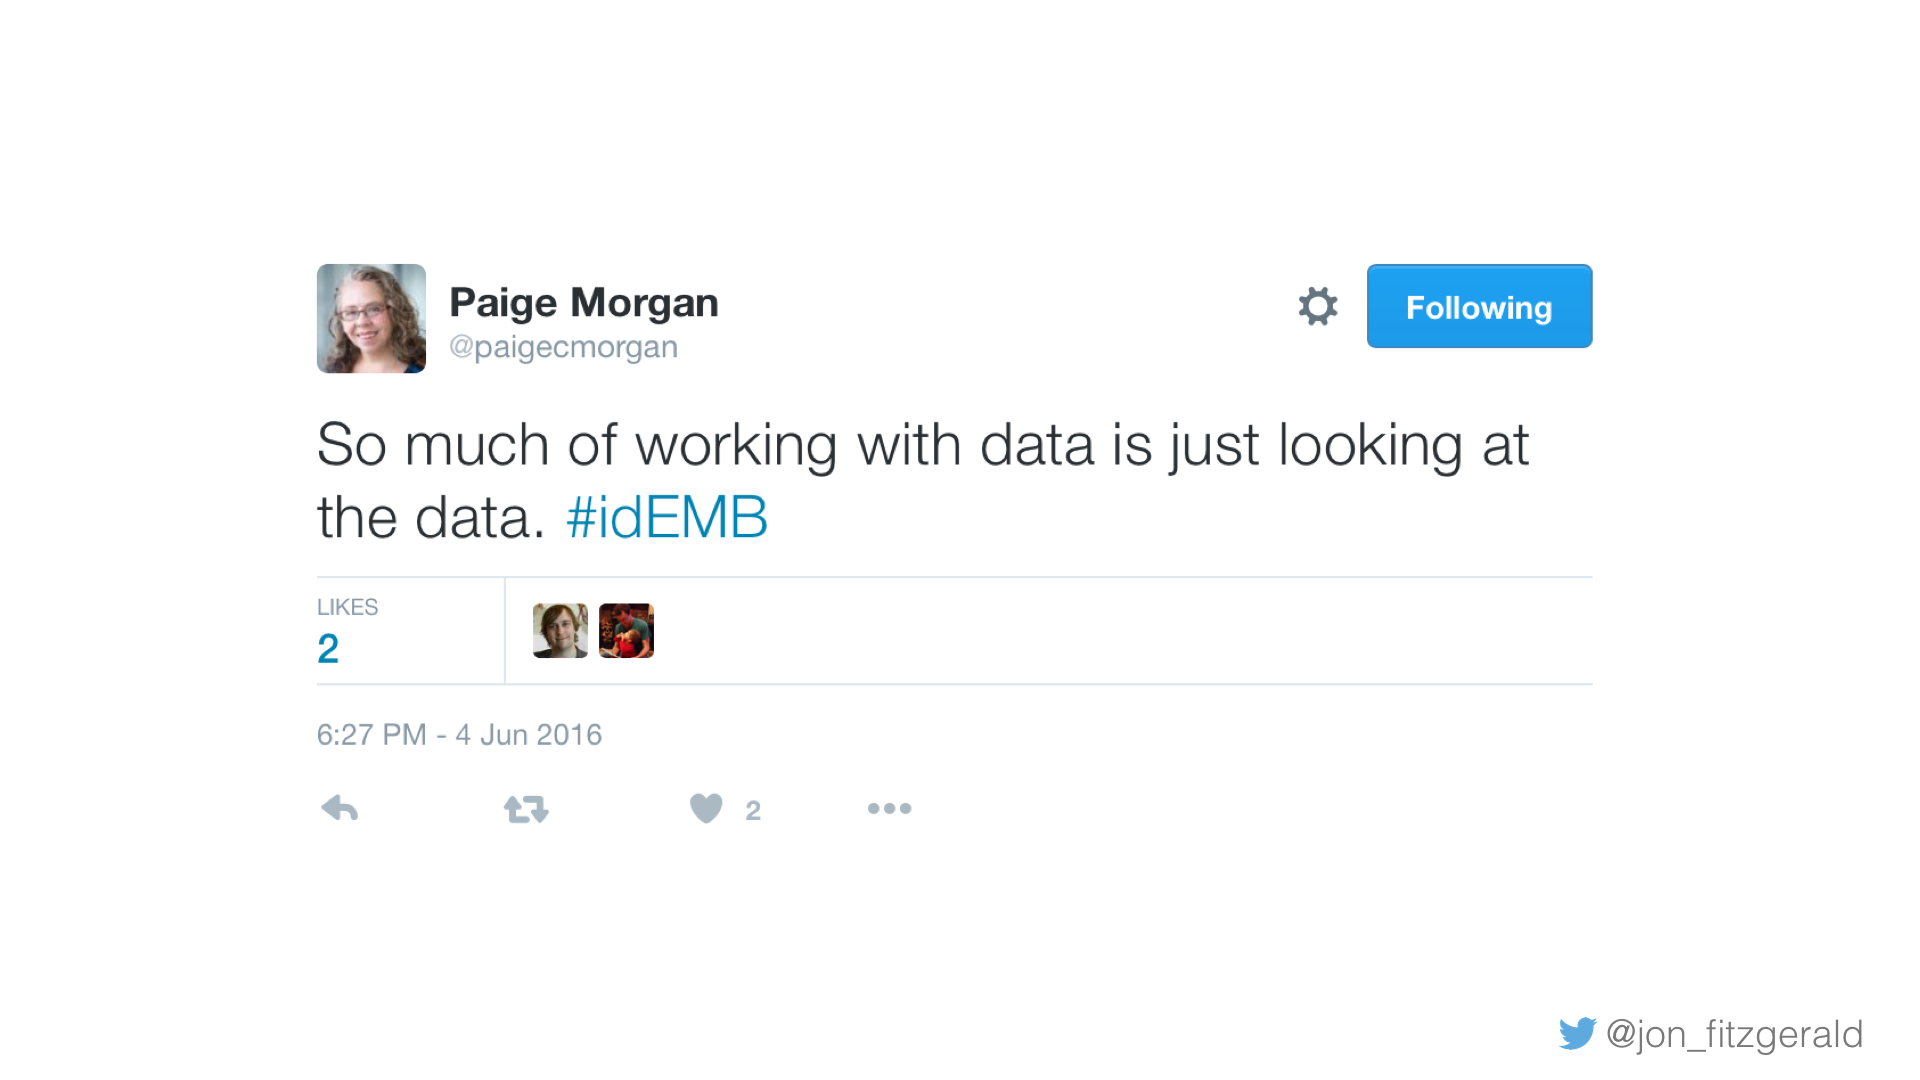 Paige Morgan
@paigecmorgan
Following
So much of working with data is just looking at
the data. #idEMB
LIKES
2
6:27 PM - 4 Jun 2016
2
@jon_fitzgerald